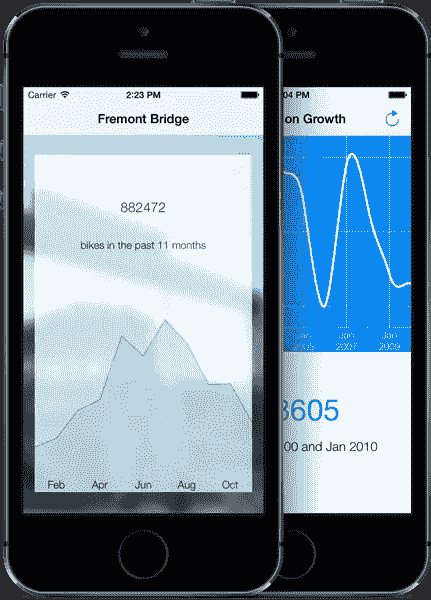 Carrier 2:23 PM
Fremont Bridge
882472
bikes in the past 11 months
Feb Apr Jun Aug Oct
04 PM
on Growth
Jan Jan
2007 2009
3605
00 and Jan 2010